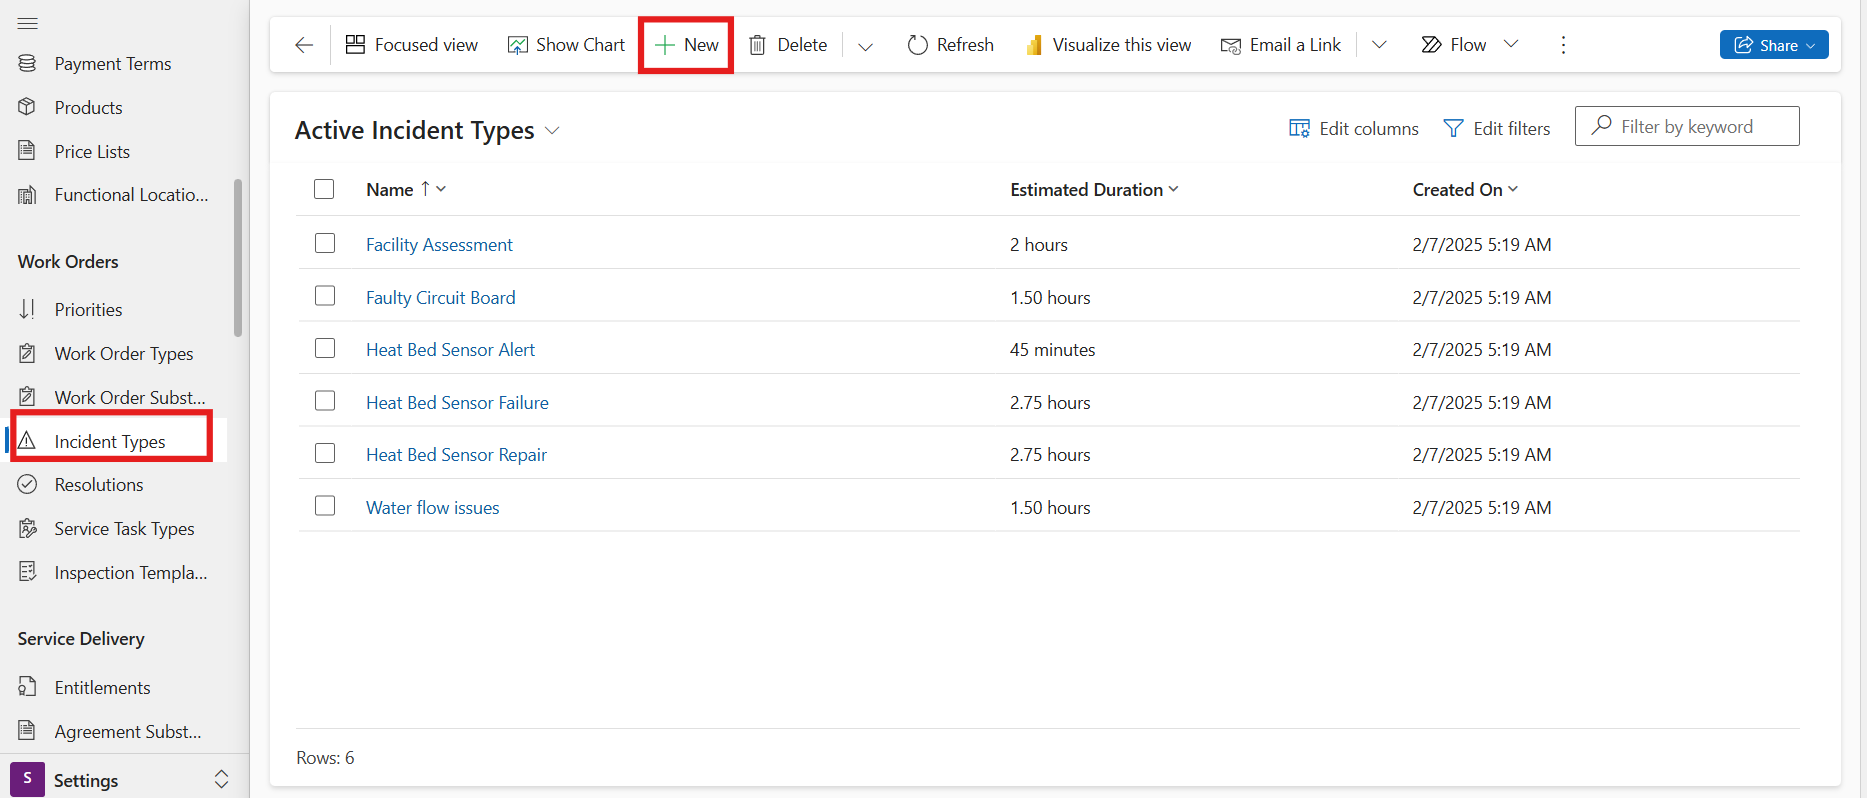 Payment Terms
Products
Price Lists
Functional Locatio...
Work Orders
Priorities
Work Order Types
Work Order Subst...
Incident Types
Resolutions
Service Task Types
Inspection Templa...
Service Delivery
Entitlements
Agreement Subst...
S Settings
Focused view Show Chart New Delete Refresh Visualize this view Email a Link Flow Share
Active Incident Types Edit columns Edit filters Filter by keyword
Name Estimated Duration Created On
Facility Assessment 2 hours 2/7/2025 5:19 AM
Faulty Circuit Board 1.50 hours 2/7/2025 5:19 AM
Heat Bed Sensor Alert 45 minutes 2/7/2025 5:19 AM
Heat Bed Sensor Failure 2.75 hours 2/7/2025 5:19 AM
Heat Bed Sensor Repair 2.75 hours 2/7/2025 5:19 AM
Water flow issues 1.50 hours 2/7/2025 5:19 AM
Rows: 6